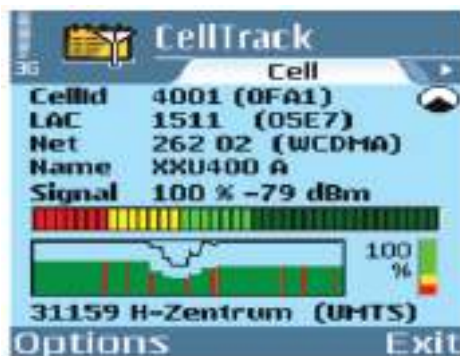 CellTrack
3G
Cell
CellId 4001 (0FA1)
LAC 1511 (05E7)
Net 262 02 (WCDMA)
Name XXU400 A
Signal 100 % -79 dBm
100
%
31159 H-Zentrum (UMTS)
Options Exit